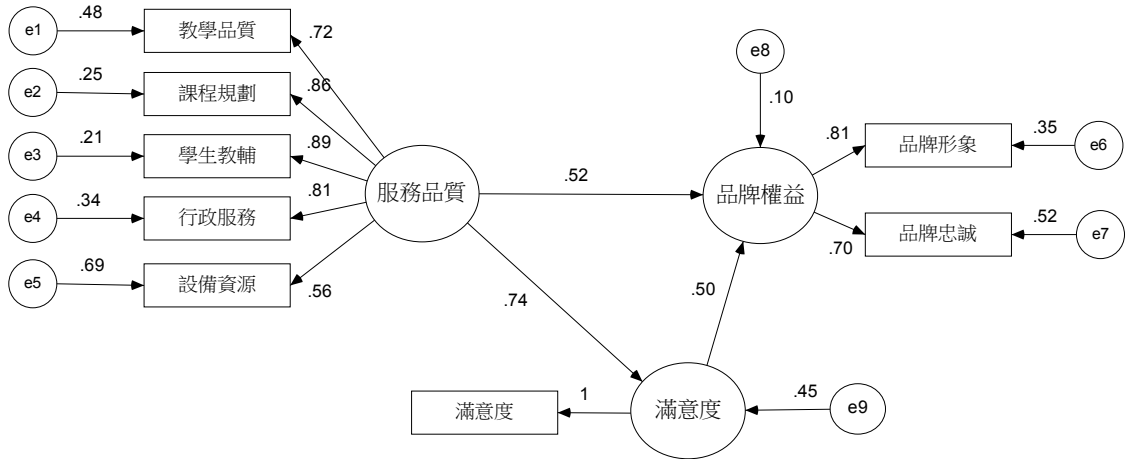 e1
.48
教學品質
.72
e2
.25
課程規劃
.86
e3
.21
學生教輔
.89
e4
.34
行政服務
.81
e5
.69
設備資源
.56
服務品質
.52
.74
e8
.10
品牌權益
.81
品牌形象
.35
e6
.70
品牌忠誠
.52
e7
.50
滿意度
1
滿意度
.45
e9